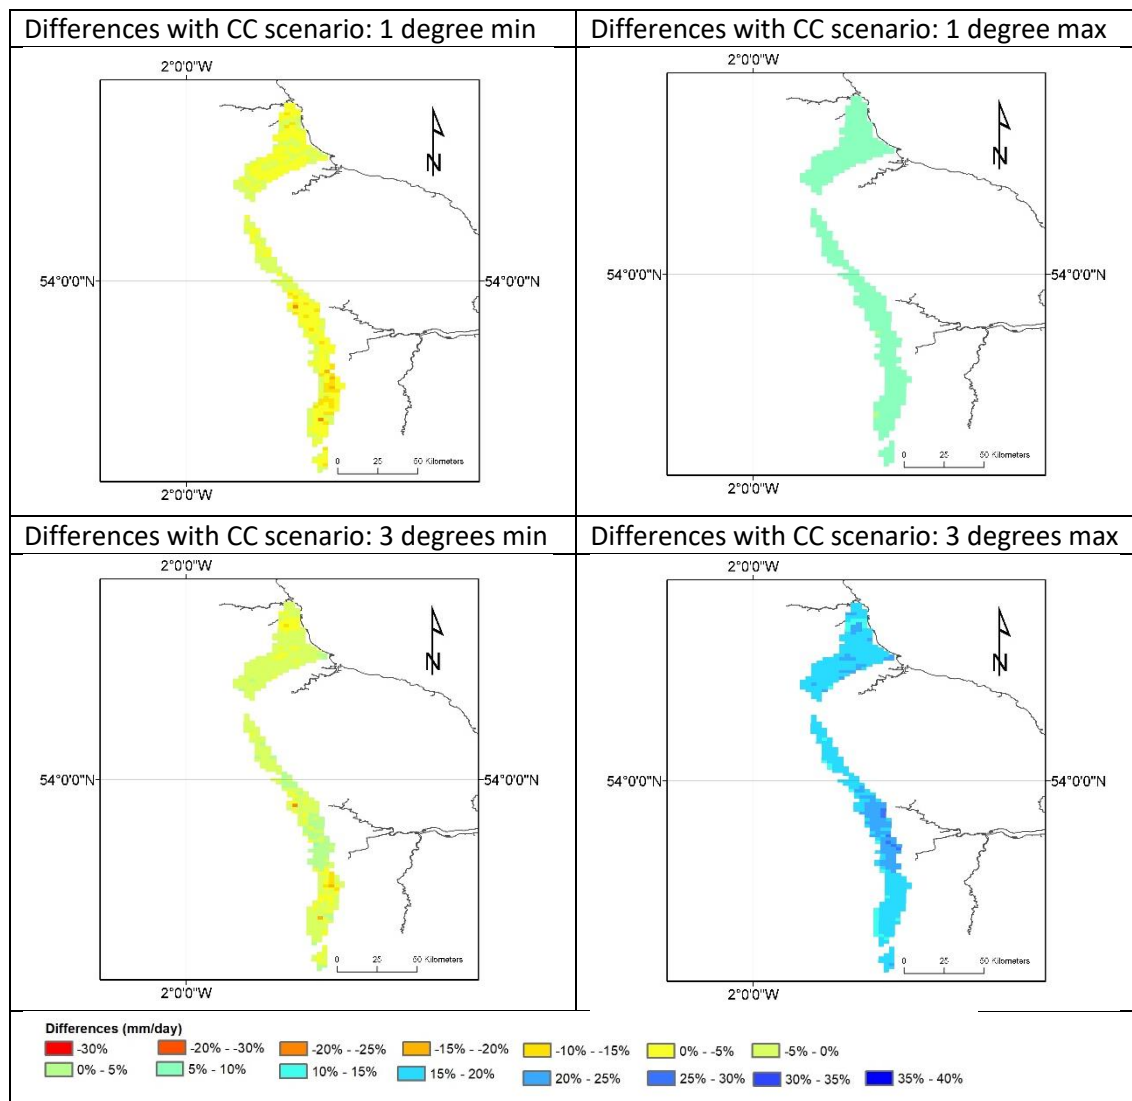 Differences with CC scenario: 1 degree min
Differences with CC scenario: 1 degree max
2°0'0"W
2°0'0"W
N
N
54°0'0"N
54°0'0"N
54°0'0"N
54°0'0"N
0 25 50 Kilometers
0 25 50 Kilometers
2°0'0"W
2°0'0"W
Differences with CC scenario: 3 degrees min
Differences with CC scenario: 3 degrees max
2°0'0"W
2°0'0"W
N
N
54°0'0"N
54°0'0"N
54°0'0"N
54°0'0"N
0 25 50 Kilometers
0 25 50 Kilometers
2°0'0"W
2°0'0"W
Differences (mm/day)
-30% -20% - -30% -20% - -25% -15% - -20% -10% - -15% 0% - -5% -5% - 0%
0% - 5% 5% - 10% 10% - 15% 15% - 20% 20% - 25% 25% - 30% 30% - 35% 35% - 40%